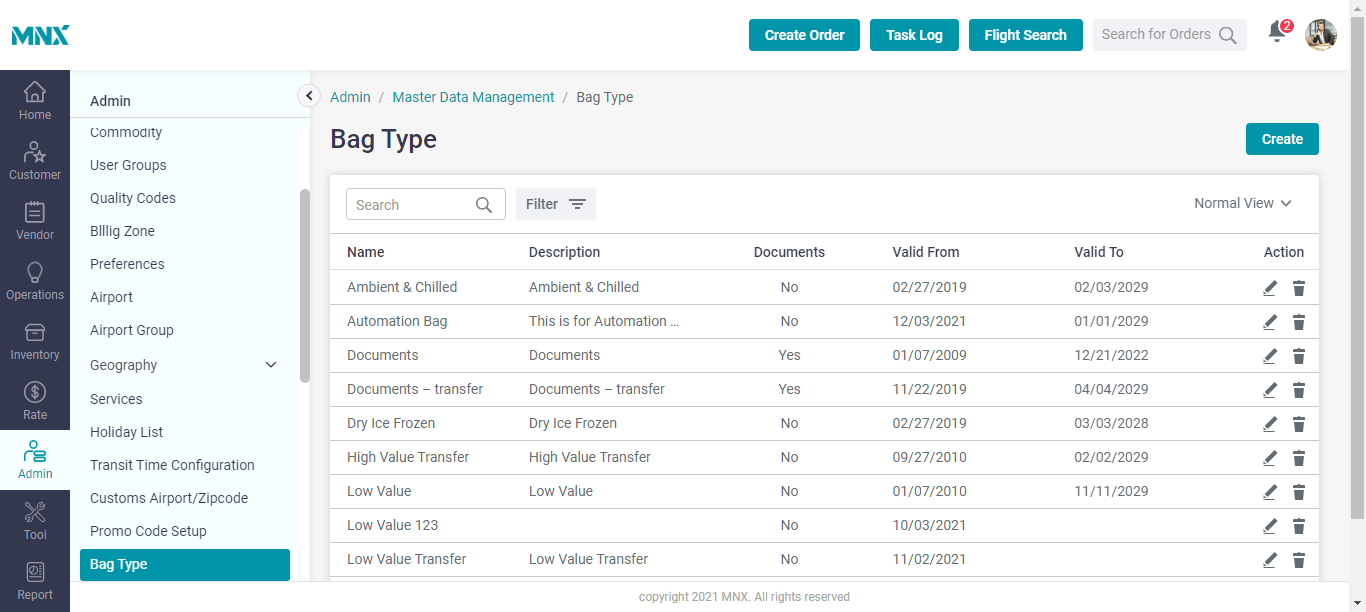 MNX
Create Order Task Log Flight Search Search for Orders 2
Home
Customer
Vendor
Operations
Inventory
Rate
Admin
Tool
Report
Admin
Commodity
User Groups
Quality Codes
Blllig Zone
Preferences
Airport
Airport Group
Geography
Services
Holiday List
Transit Time Configuration
Customs Airport/Zipcode
Promo Code Setup
Bag Type
Admin / Master Data Management / Bag Type
Bag Type
Create
Search Filter Normal View
Name Description Documents Valid From Valid To Action
Ambient & Chilled Ambient & Chilled No 02/27/2019 02/03/2029
Automation Bag This is for Automation ... No 12/03/2021 01/01/2029
Documents Documents Yes 01/07/2009 12/21/2022
Documents – transfer Documents – transfer Yes 11/22/2019 04/04/2029
Dry Ice Frozen Dry Ice Frozen No 02/27/2019 03/03/2028
High Value Transfer High Value Transfer No 09/27/2010 02/02/2029
Low Value Low Value No 01/07/2010 11/11/2029
Low Value 123 No 10/03/2021
Low Value Transfer Low Value Transfer No 11/02/2021
copyright 2021 MNX. All rights reserved